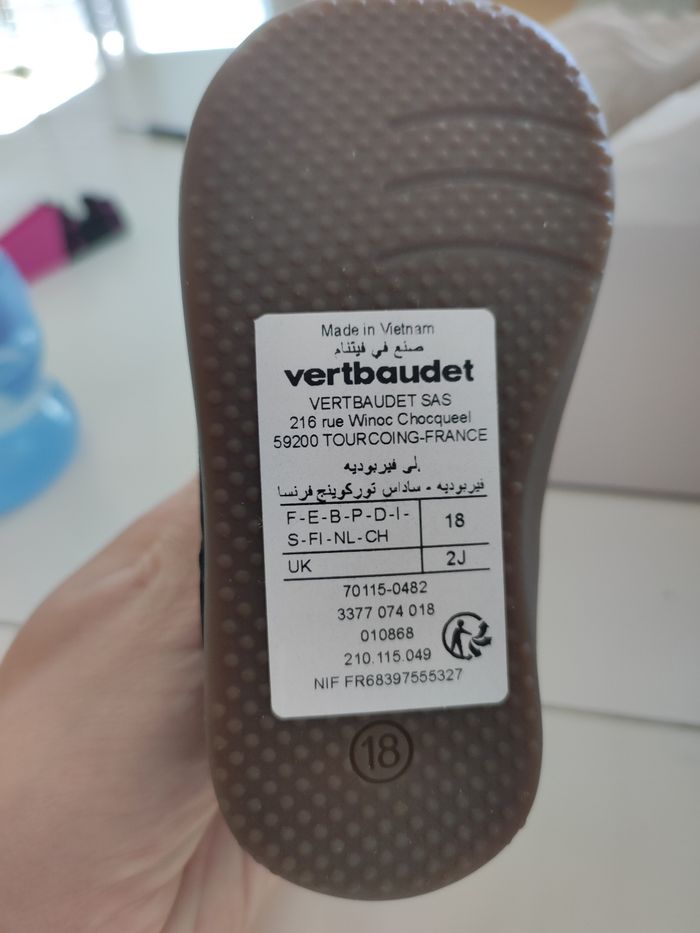 Made in Vietnam
صنع في فيتنام
vertbaudet
VERTBAUDET SAS
216 rue Winoc Chocqueel
59200 TOURCOING-FRANCE
لى فيربوديه.
فيربوديه - ساداس توركوينج فرنسا
F-E-B-P-D-I- 18
S-FI-NL-CH
UK 2J
70115-0482
3377 074 018
010868
210.115.049
NIF FR68397555327
18